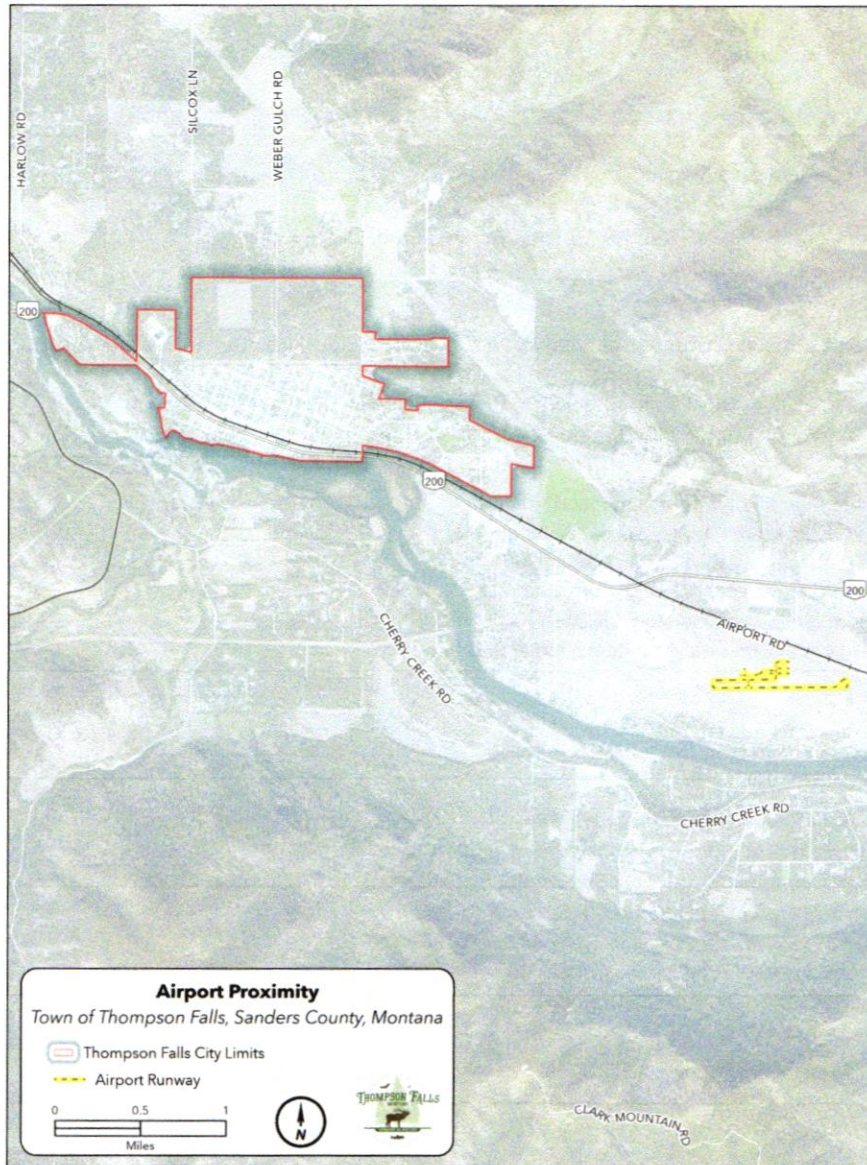 HARLOW RD
SILCOX LN
WEBER GULCH RD
200
200
200
CHERRY CREEK RD
AIRPORT RD
CHERRY CREEK RD
CLARK MOUNTAIN RD
Airport Proximity
Town of Thompson Falls, Sanders County, Montana
Thompson Falls City Limits
Airport Runway
0 0.5 1
Miles
N
THOMPSON FALLS